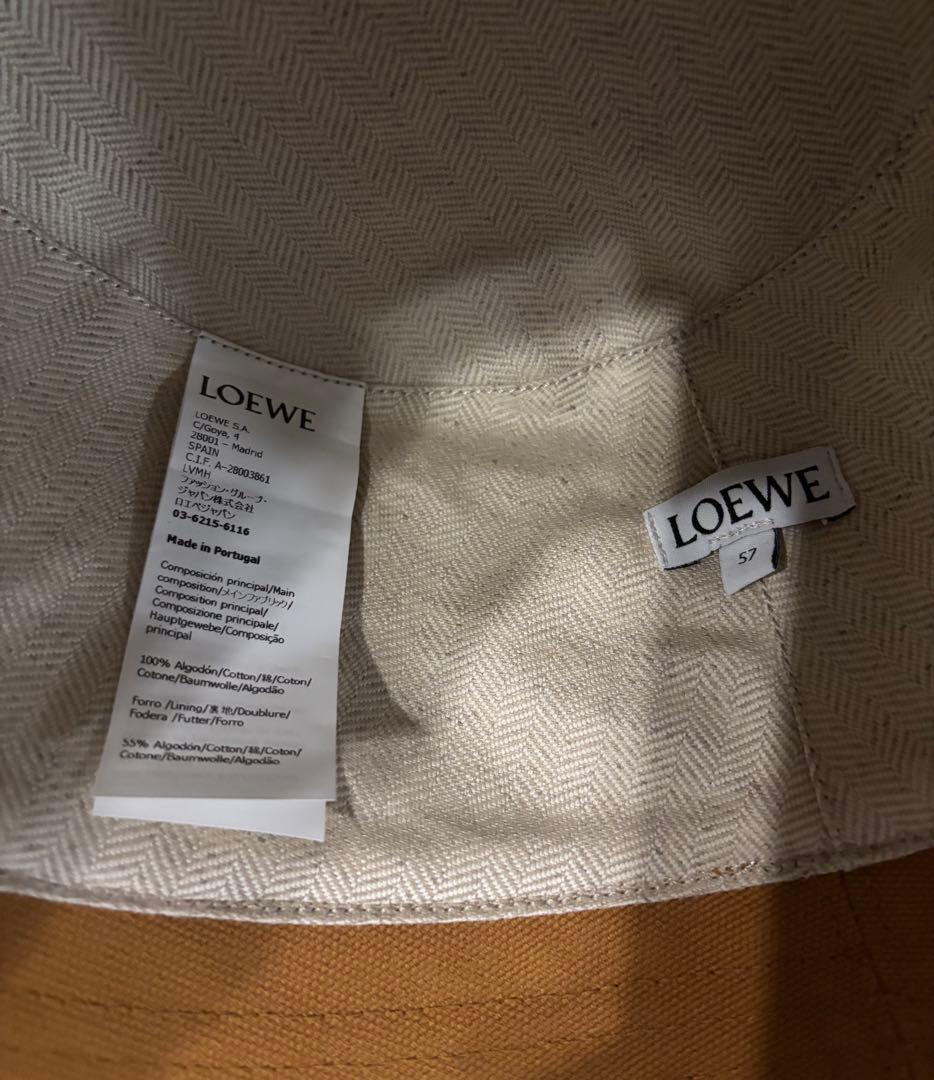 LOEWE
LOEWE S.A.
C/Goya, 4
28001 - Madrid
SPAIN
C.I.F. A-28003861
LVMH
ファッション・グループ・
ジャパン株式会社
ロエベジャパン
03-6215-6116
Made in Portugal
Composición principal/Main
composition/メインファブリック/
Composition principal/
Composizione principale/
Hauptgewebe/Composição
principal
100% Algodón/Cotton/綿/Coton/
Cotone/Baumwolle/Algodão
Forro /Lining/裏地/Doublure/
Fodera /Futter/Forro
55% Algodón/Cotton/綿/Coton/
Cotone/Baumwolle/Algodão
LOEWE
57